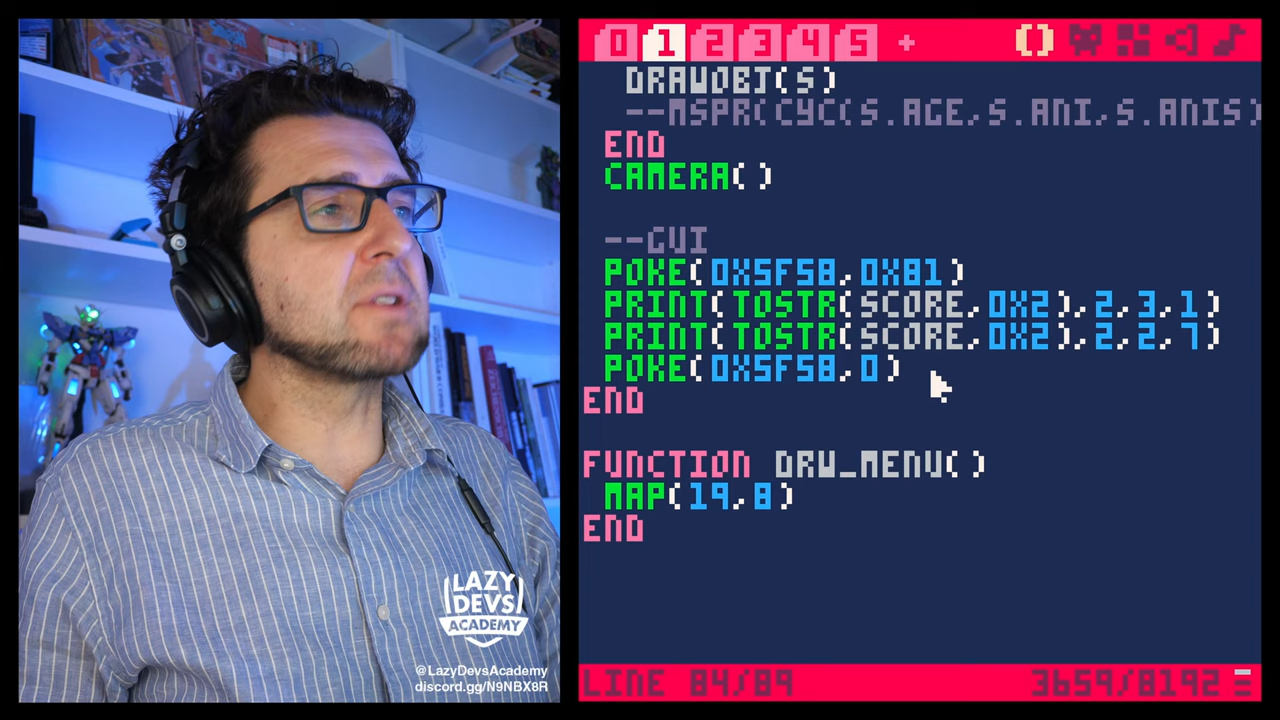 0 1 2 3 4 5 +
DRAWOBJ(S)
--MSPR(CYC(S.AGE,S.ANI,S.ANIS)
END
CAMERA()
--GUI
POKE(0X5F58,0X81)
PRINT(TOSTR(SCORE,0X2),2,3,1)
PRINT(TOSTR(SCORE,0X2),2,2,7)
POKE(0X5F58,0)
END
FUNCTION DRW_MENU()
MAP(19,8)
END
LINE 84/89
3659/8192
LAZY
DEVS
ACADEMY
@LazyDevsAcademy
discord.gg/N9NBX8R